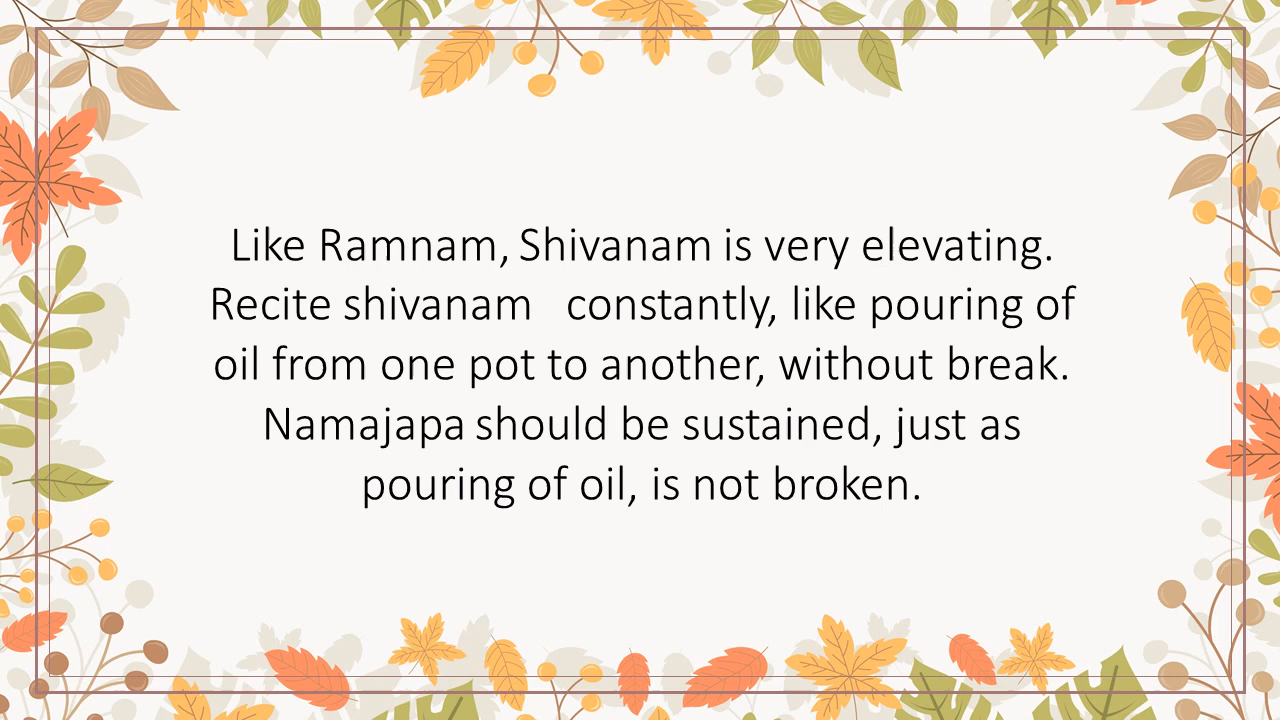 Like Ramnam, Shivanam is very elevating.
Recite shivanam   constantly, like pouring of
oil from one pot to another, without break.
Namajapa should be sustained, just as
pouring of oil, is not broken.